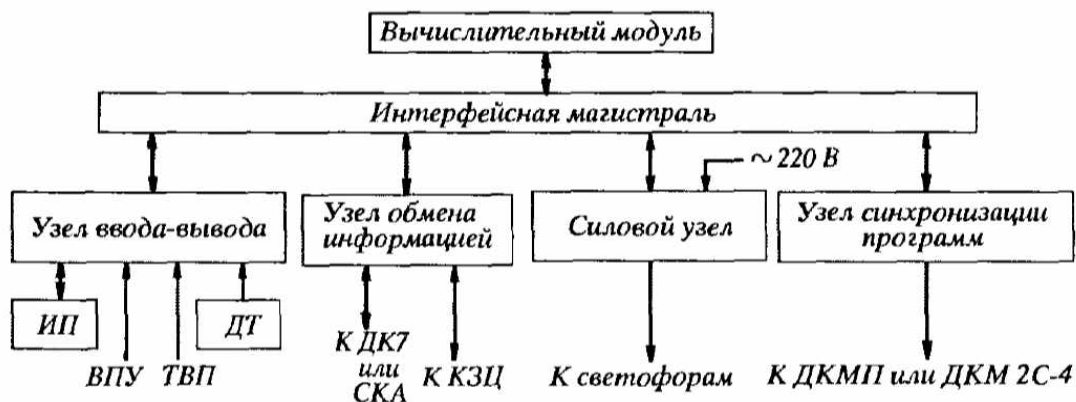 Вычислительный модуль
Интерфейсная магистраль
~ 220 В
Узел ввода-вывода
Узел обмена
информацией
Силовой узел
Узел синхронизации
программ
ИП
ДТ
ВПУ
ТВП
К ДК7
или
СКА
К КЗЦ
К светофорам
К ДКМП или ДКМ 2С-4